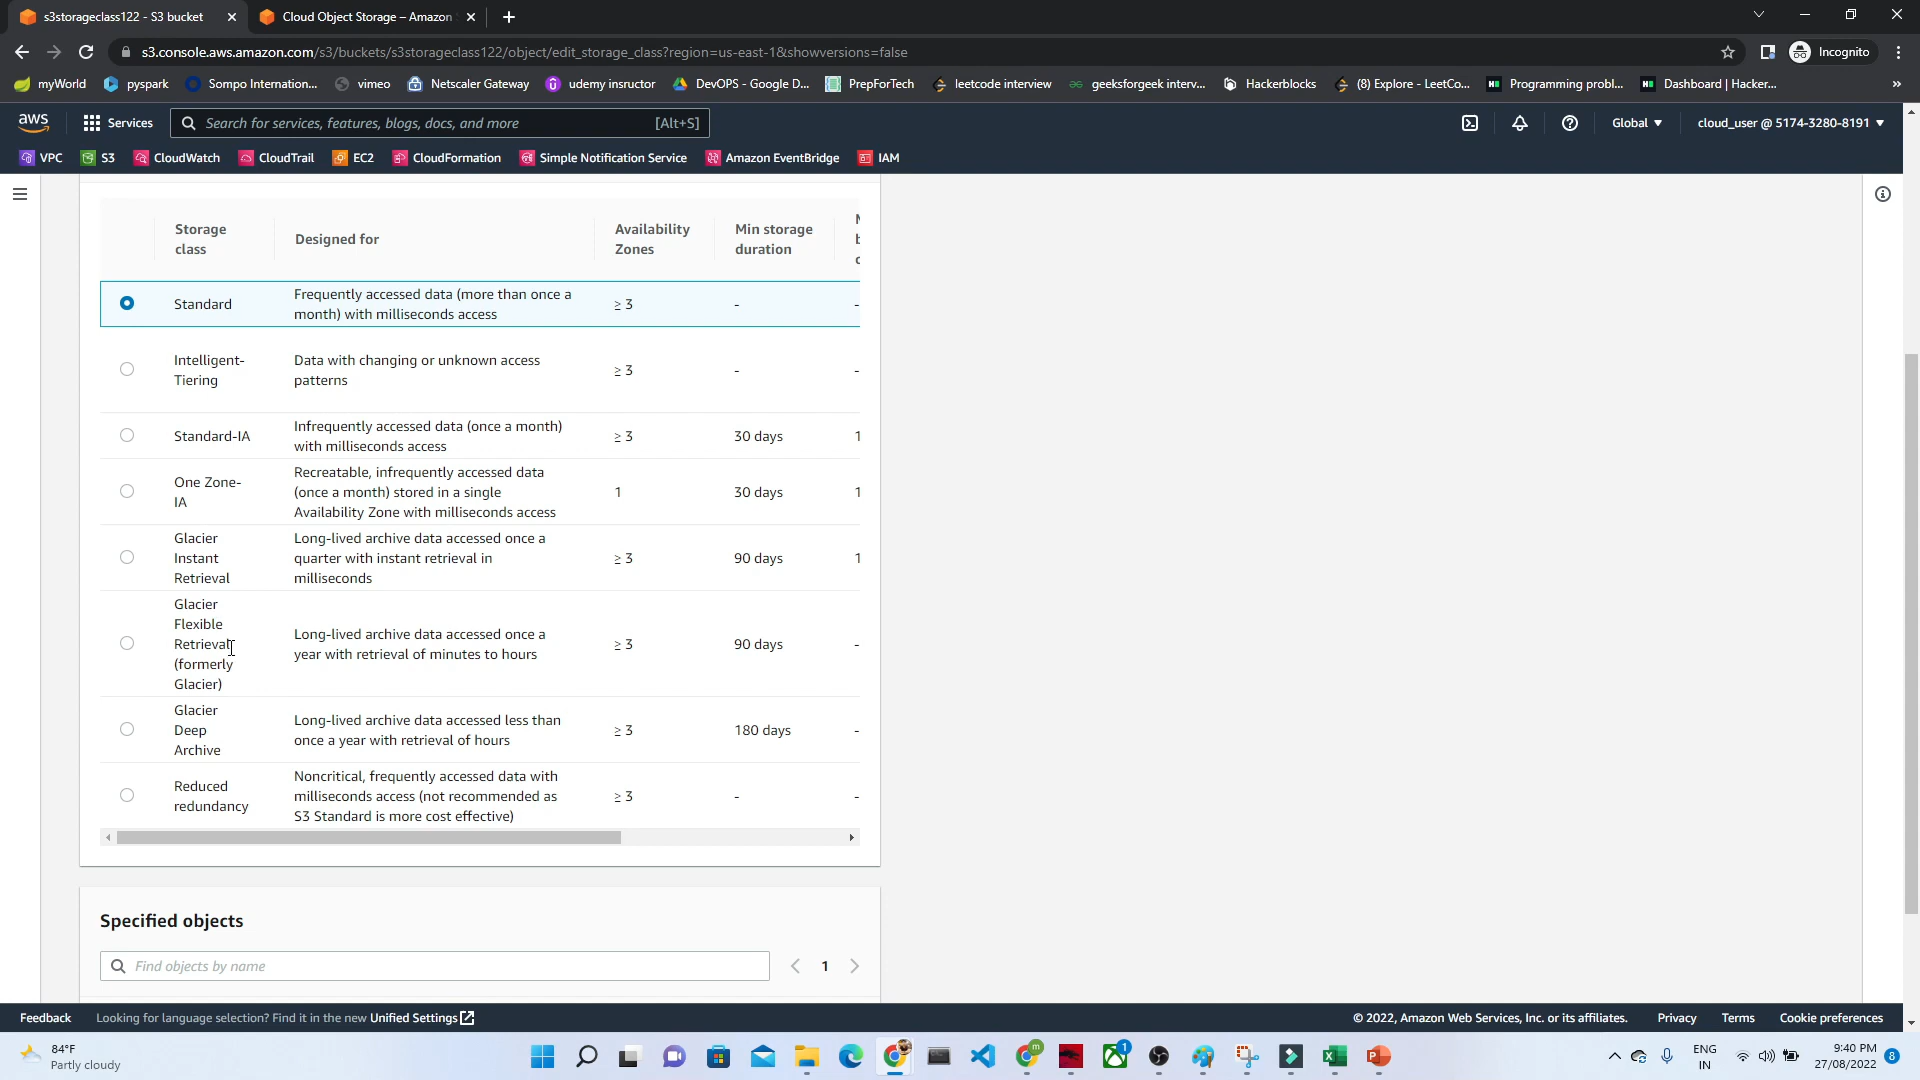 s3storageclass122 - S3 bucket
Cloud Object Storage – Amazon
s3.console.aws.amazon.com/s3/buckets/s3storageclass122/object/edit_storage_class?region=us-east-1&showversions=false
Incognito
myWorld
pyspark
Sompo Internation...
vimeo
Netscaler Gateway
udemy insructor
DevOPS - Google D...
PrepForTech
leetcode interview
geeksforgeek interv...
Hackerblocks
(8) Explore - LeetCo...
Programming probl...
Dashboard | Hacker...
aws
Services
Search for services, features, blogs, docs, and more
[Alt+S]
Global
cloud_user @ 5174-3280-8191
VPC
S3
CloudWatch
CloudTrail
EC2
CloudFormation
Simple Notification Service
Amazon EventBridge
IAM
Storage
class
Designed for
Availability
Zones
Min storage
duration
Standard
Frequently accessed data (more than once a
month) with milliseconds access
≥ 3
-
-
Intelligent-
Tiering
Data with changing or unknown access
patterns
≥ 3
-
-
Standard-IA
Infrequently accessed data (once a month)
with milliseconds access
≥ 3
30 days
1
One Zone-
IA
Recreatable, infrequently accessed data
(once a month) stored in a single
Availability Zone with milliseconds access
1
30 days
1
Glacier
Instant
Retrieval
Long-lived archive data accessed once a
quarter with instant retrieval in
milliseconds
≥ 3
90 days
1
Glacier
Flexible
Retrieval
(formerly
Glacier)
Long-lived archive data accessed once a
year with retrieval of minutes to hours
≥ 3
90 days
-
Glacier
Deep
Archive
Long-lived archive data accessed less than
once a year with retrieval of hours
≥ 3
180 days
-
Reduced
redundancy
Noncritical, frequently accessed data with
milliseconds access (not recommended as
S3 Standard is more cost effective)
≥ 3
-
-
Specified objects
Find objects by name
1
Feedback
Looking for language selection? Find it in the new Unified Settings
© 2022, Amazon Web Services, Inc. or its affiliates.
Privacy
Terms
Cookie preferences
84°F
Partly cloudy
ENG
IN
9:40 PM
27/08/2022
8